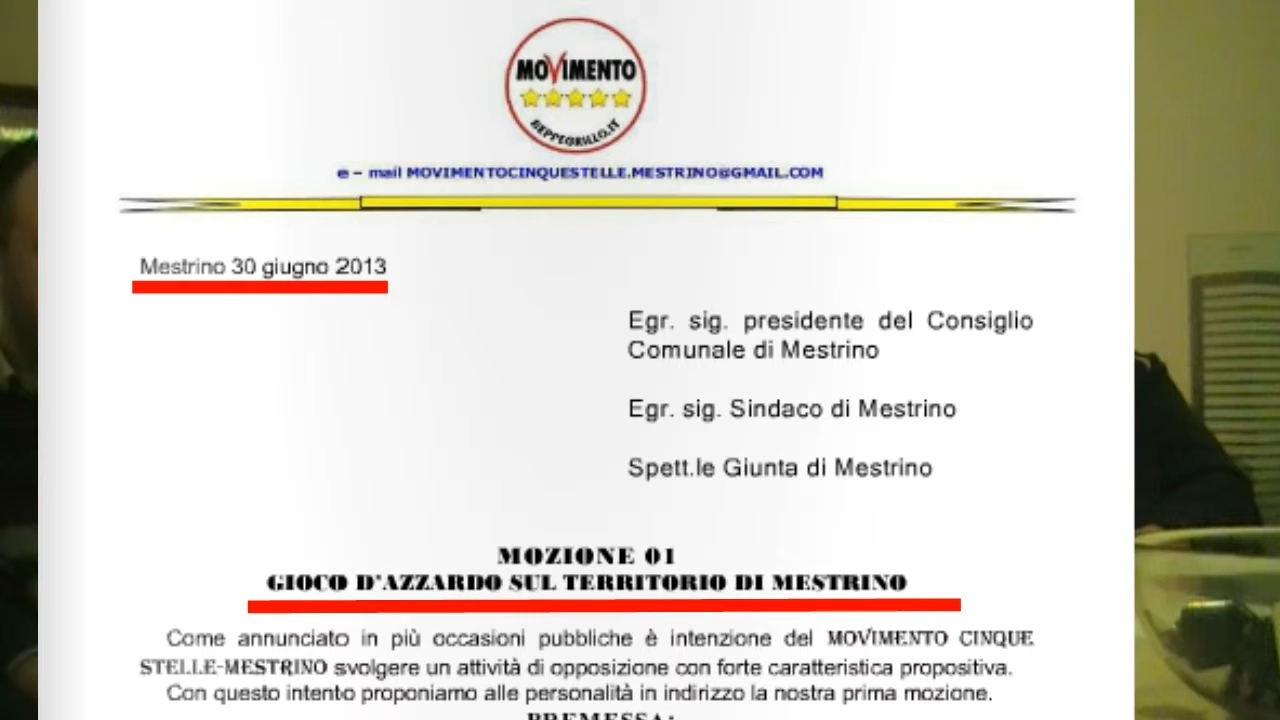 MOVIMENTO
BEPPEGRILLO.IT
e - mail MOVIMENTOCINQUESTELLE.MESTRINO@GMAIL.COM
Mestrino 30 giugno 2013
Egr. sig. presidente del Consiglio
Comunale di Mestrino
Egr. sig. Sindaco di Mestrino
Spett.le Giunta di Mestrino
MOZIONE 01
GIOCO D'AZZARDO SUL TERRITORIO DI MESTRINO
Come annunciato in più occasioni pubbliche è intenzione del MOVIMENTO CINQUE
STELLE-MESTRINO svolgere un attività di opposizione con forte caratteristica propositiva.
Con questo intento proponiamo alle personalità in indirizzo la nostra prima mozione.
PREMESSA: